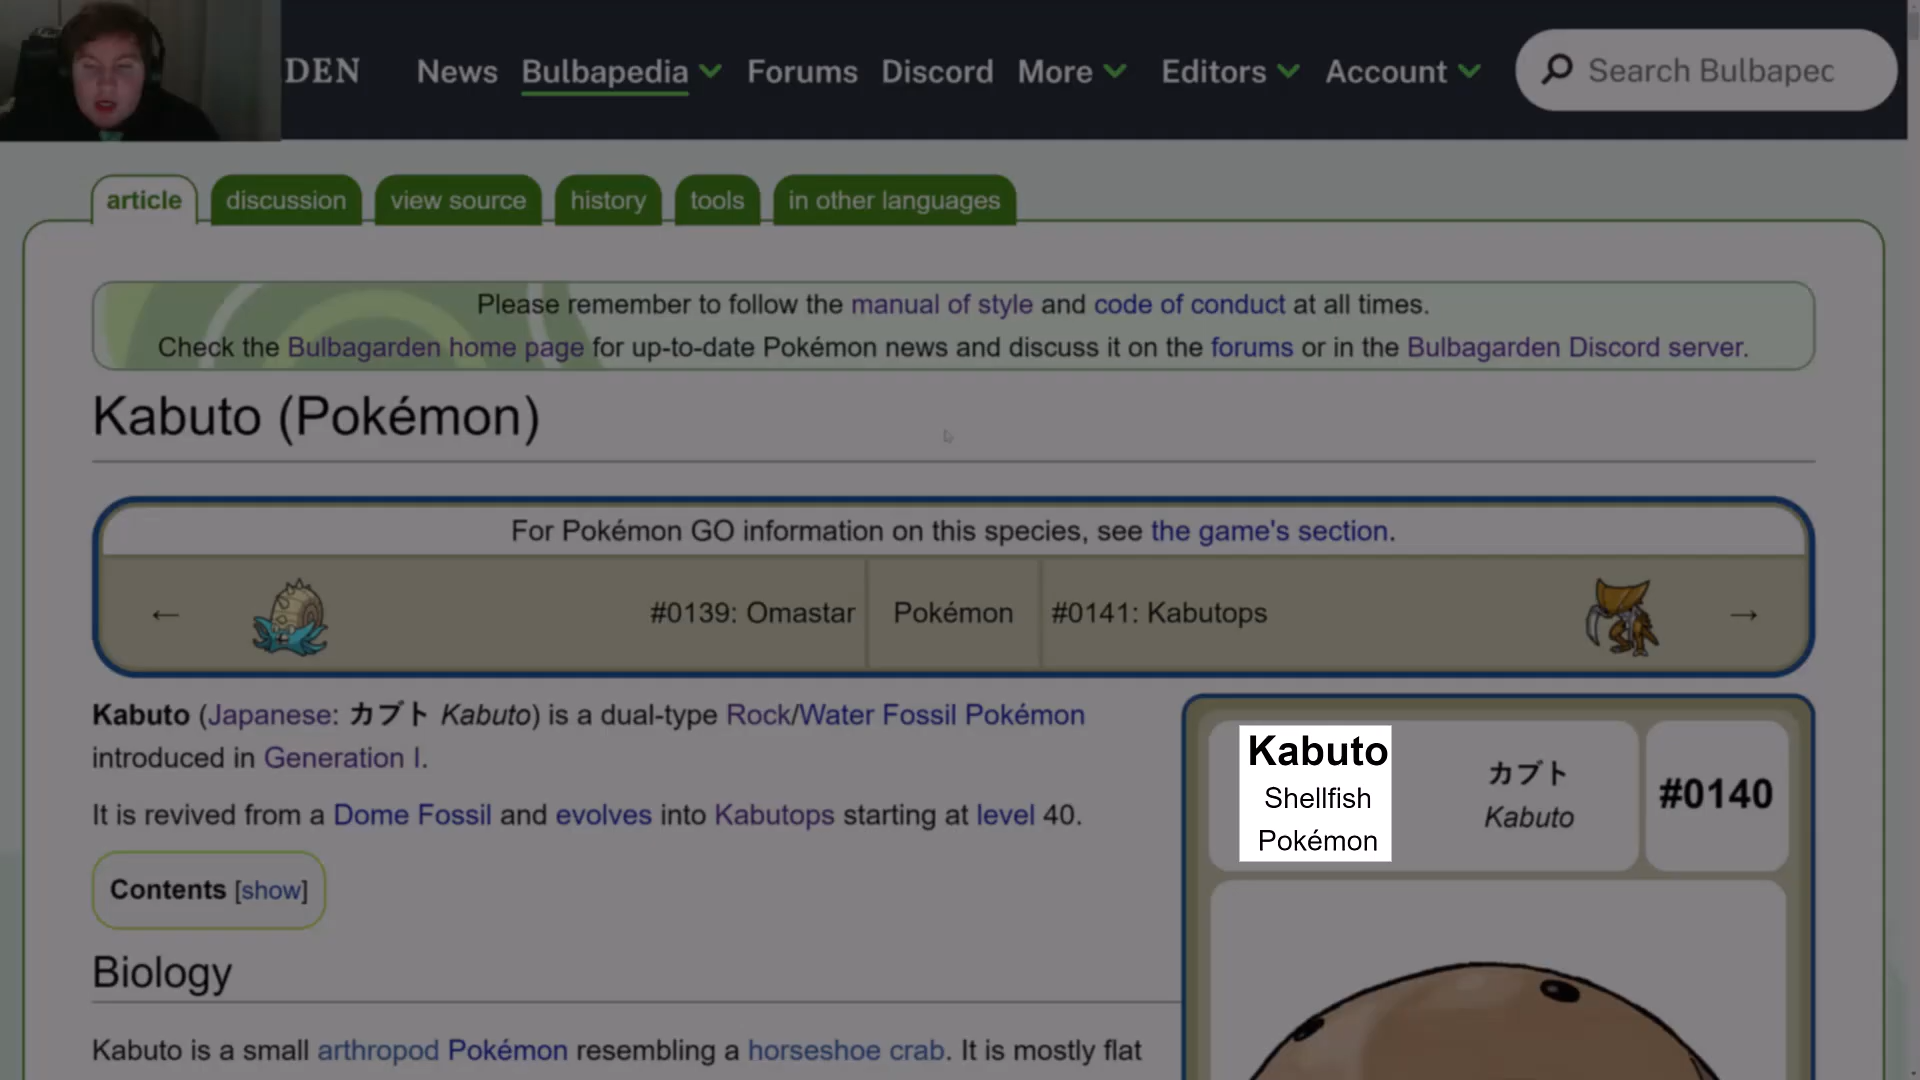 DEN
News Bulbapedia Forums Discord More Editors Account Search Bulbapec
article discussion view source history tools in other languages
Please remember to follow the manual of style and code of conduct at all times.
Check the Bulbagarden home page for up-to-date Pokémon news and discuss it on the forums or in the Bulbagarden Discord server.
Kabuto (Pokémon)
For Pokémon GO information on this species, see the game's section.
← #0139: Omastar Pokémon #0141: Kabutops →
Kabuto (Japanese: カブト Kabuto) is a dual-type Rock/Water Fossil Pokémon
introduced in Generation I.
It is revived from a Dome Fossil and evolves into Kabutops starting at level 40.
Contents [show]
Biology
Kabuto is a small arthropod Pokémon resembling a horseshoe crab. It is mostly flat
Kabuto
Shellfish
Pokémon
カブト
Kabuto
#0140